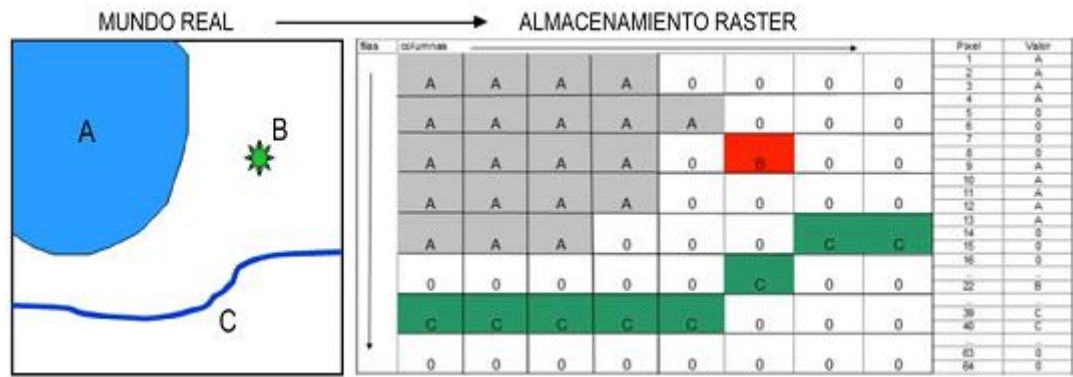 MUNDO REAL
ALMACENAMIENTO RASTER
A
B
C
filas columnas
A A A A 0 0 0 0
A A A A A 0 0 0
A A A A 0 B 0 0
A A A A 0 0 0 0
A A A 0 0 0 C C
0 0 0 0 0 C 0 0
C C C C C 0 0 0
0 0 0 0 0 0 0 0
Pixel Valor
1 A
2 A
3 A
4 A
5 0
6 0
7 0
8 0
9 A
10 A
11 A
12 A
13 A
14 0
15 0
16 0
...
22 B
...
39 C
40 C
...
63 0
64 0